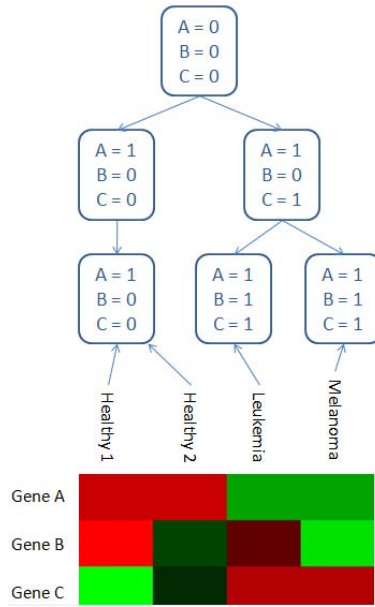 A = 0
B = 0
C = 0
A = 1
B = 0
C = 0
A = 1
B = 0
C = 1
A = 1
B = 0
C = 0
A = 1
B = 1
C = 1
A = 1
B = 1
C = 1
Healthy 1
Healthy 2
Leukemia
Melanoma
Gene A
Gene B
Gene C